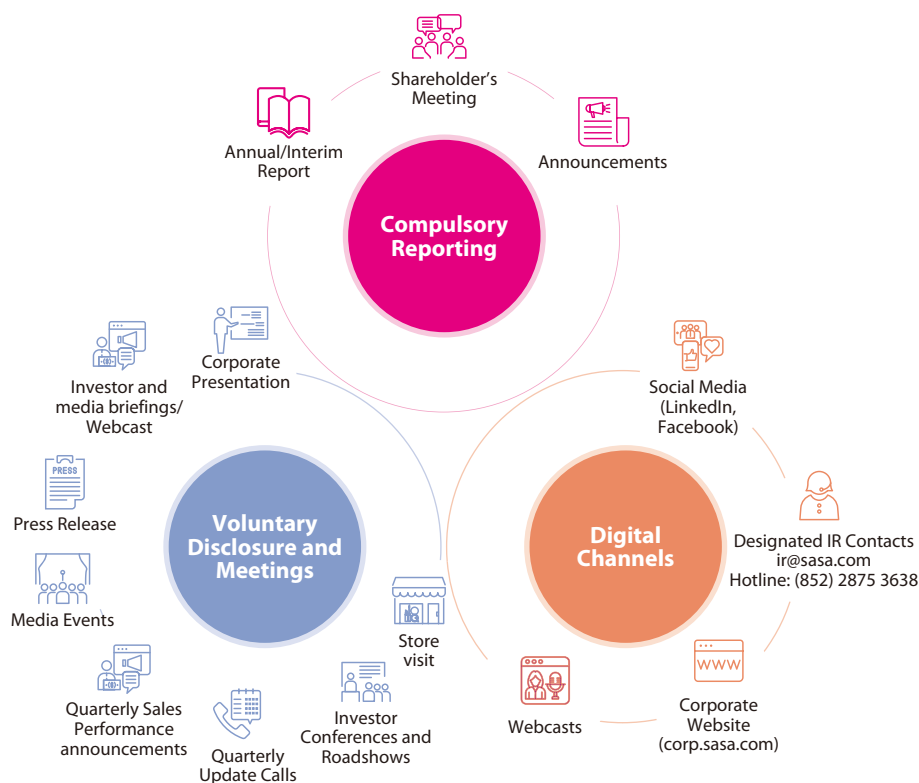 Shareholder's
Meeting
Annual/Interim
Report
Announcements
Compulsory
Reporting
Corporate
Presentation
Investor and
media briefings/
Webcast
PRESS
Press Release
Media Events
Quarterly Sales
Performance
announcements
Quarterly
Update Calls
Investor
Conferences and
Roadshows
Store
visit
Voluntary
Disclosure and
Meetings
Social Media
(LinkedIn,
Facebook)
Designated IR Contacts
ir@sasa.com
Hotline: (852) 2875 3638
WWW
Corporate
Website
(corp.sasa.com)
Webcasts
Digital
Channels